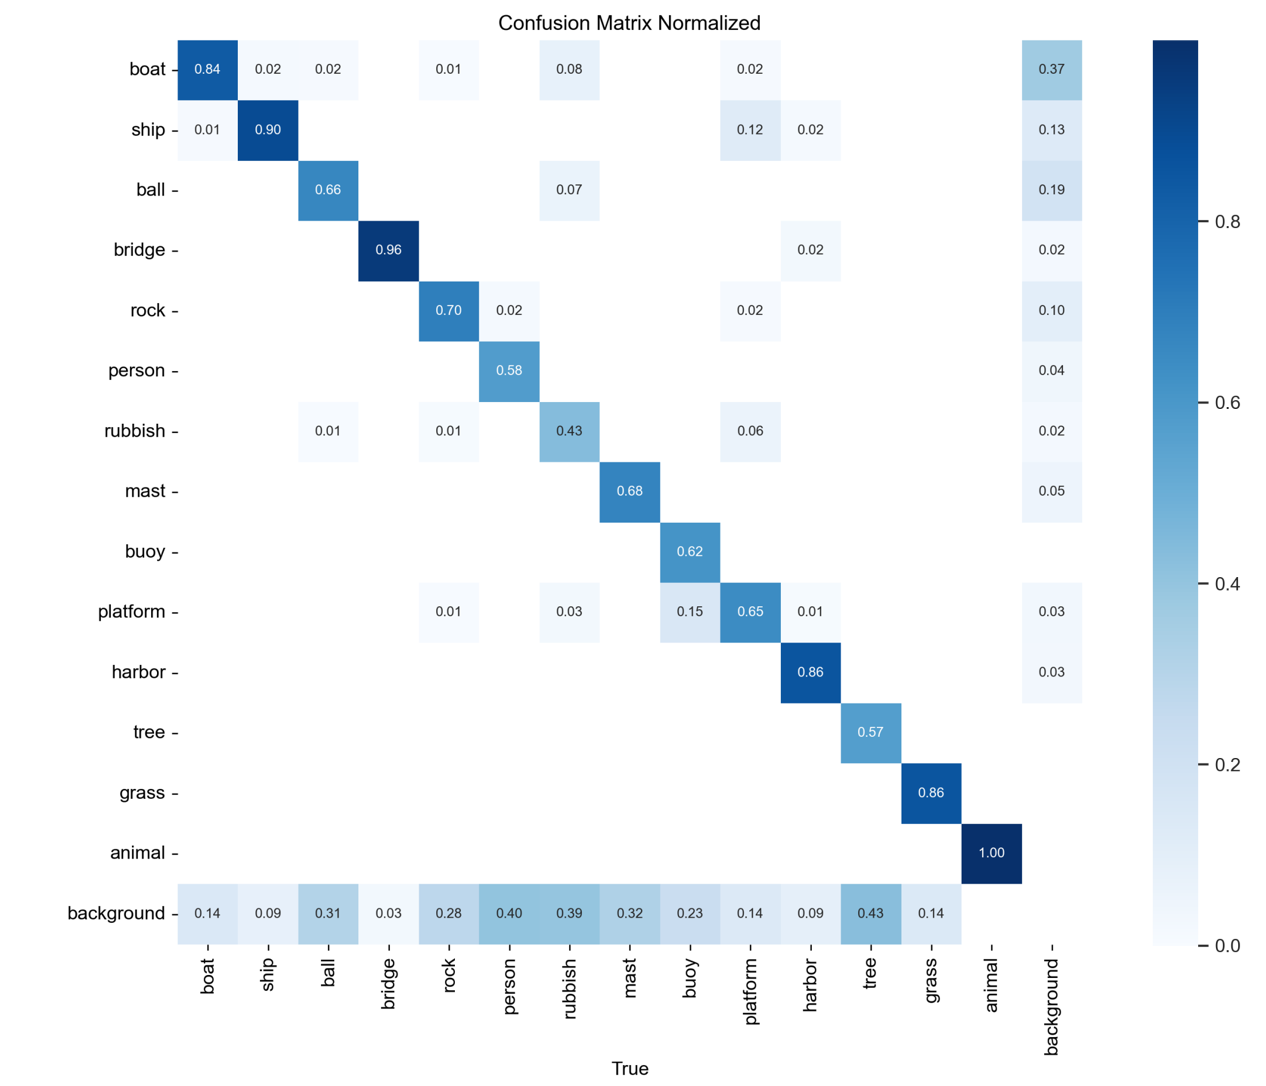 Confusion Matrix Normalized
boat 0.84 0.02 0.02 0.01 0.08 0.02 0.37
ship 0.01 0.90 0.12 0.02 0.13
ball 0.66 0.07 0.19
bridge 0.96 0.02 0.02
rock 0.70 0.02 0.02 0.10
person 0.58 0.04
rubbish 0.01 0.01 0.43 0.06 0.02
mast 0.68 0.05
buoy 0.62
platform 0.01 0.03 0.15 0.65 0.01 0.03
harbor 0.86 0.03
tree 0.57
grass 0.86
animal 1.00
background 0.14 0.09 0.31 0.03 0.28 0.40 0.39 0.32 0.23 0.14 0.09 0.43 0.14
boat ship ball bridge rock person rubbish mast buoy platform harbor tree grass animal background
True
0.8
0.6
0.4
0.2
0.0